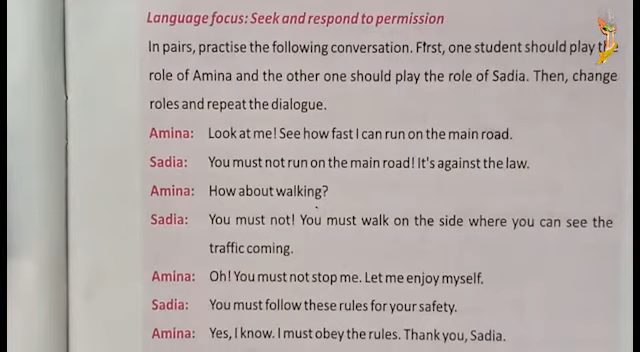 Language focus: Seek and respond to permission
In pairs, practise the following conversation. First, one student should play the
role of Amina and the other one should play the role of Sadia. Then, change
roles and repeat the dialogue.
Amina: Look at me! See how fast I can run on the main road.
Sadia: You must not run on the main road! It's against the law.
Amina: How about walking?
Sadia: You must not! You must walk on the side where you can see the
traffic coming.
Amina: Oh! You must not stop me. Let me enjoy myself.
Sadia: You must follow these rules for your safety.
Amina: Yes, I know. I must obey the rules. Thank you, Sadia.